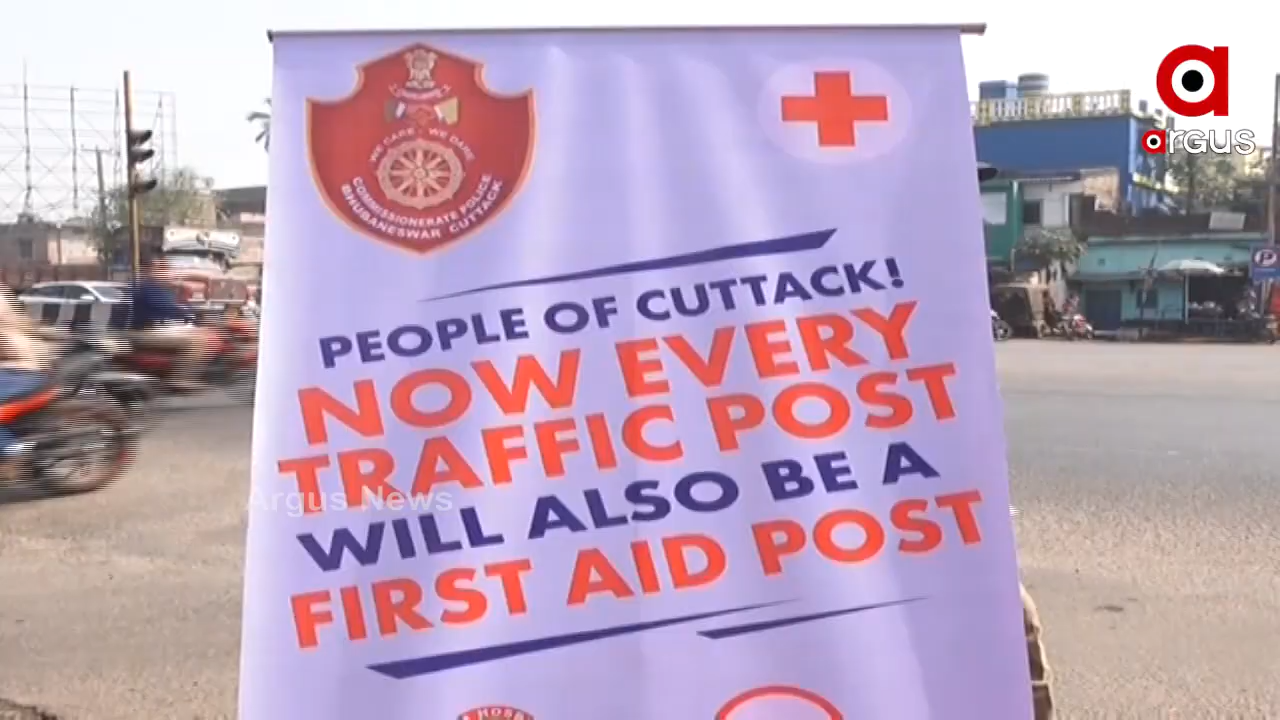 WE CARE - WE DARE
COMMISSIONERATE POLICE
BHUBANESWAR CUTTACK
argus
PEOPLE OF CUTTACK!
NOW EVERY
TRAFFIC POST
WILL ALSO BE A
FIRST AID POST
Argus News
P